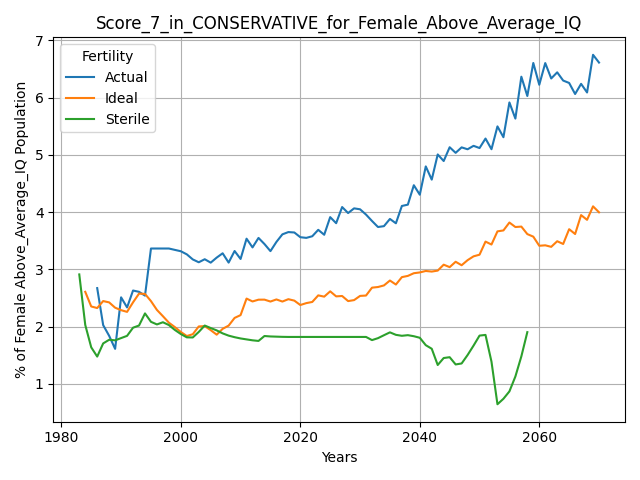 Score_7_in_CONSERVATIVE_for_Female_Above_Average_IQ
Fertility
Actual
Ideal
Sterile
% of Female Above_Average_IQ Population
7
6
5
4
3
2
1
1980 2000 2020 2040 2060
Years